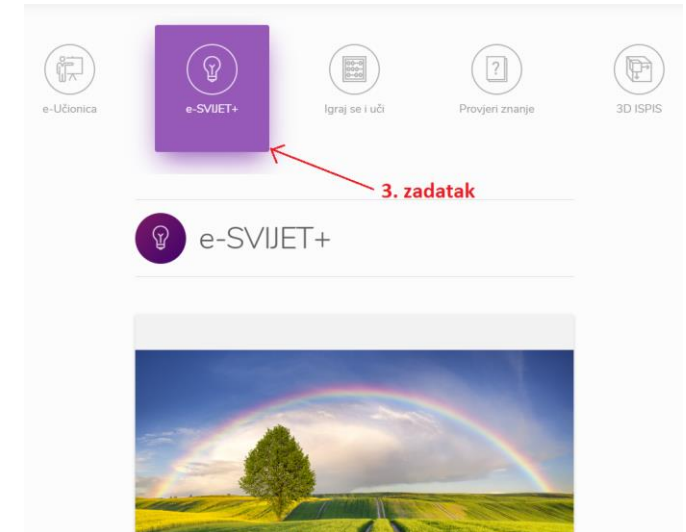 e-Učionica
e-SVIJET+
Igraj se i uči
Provjeri znanje
3D ISPIS
3. zadatak
e-SVIJET+